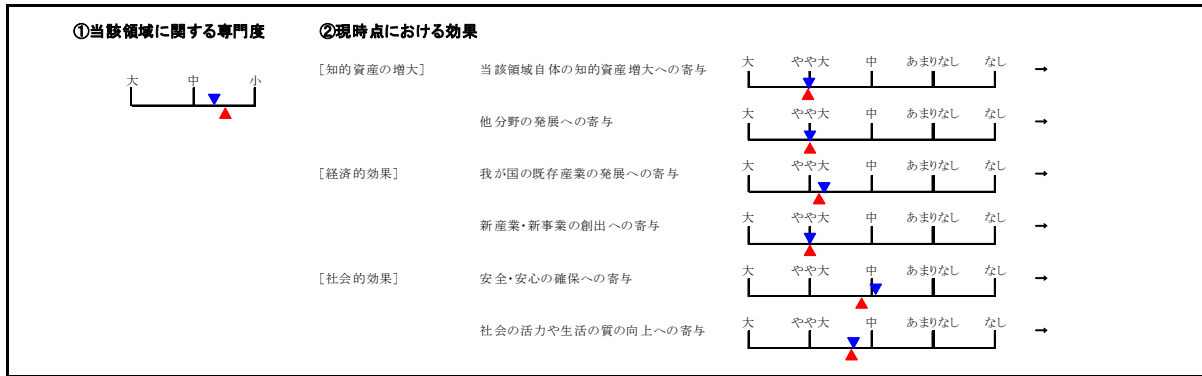 ①当該領域に関する専門度
大 中 小
②現時点における効果
[知的資産の増大] 当該領域自体の知的資産増大への寄与 大 やや大 中 あまりなし なし →
他分野の発展への寄与 大 やや大 中 あまりなし なし →
[経済的効果] 我が国の既存産業の発展への寄与 大 やや大 中 あまりなし なし →
新産業・新事業の創出への寄与 大 やや大 中 あまりなし なし →
[社会的効果] 安全・安心の確保への寄与 大 やや大 中 あまりなし なし →
社会の活力や生活の質の向上への寄与 大 やや大 中 あまりなし なし →